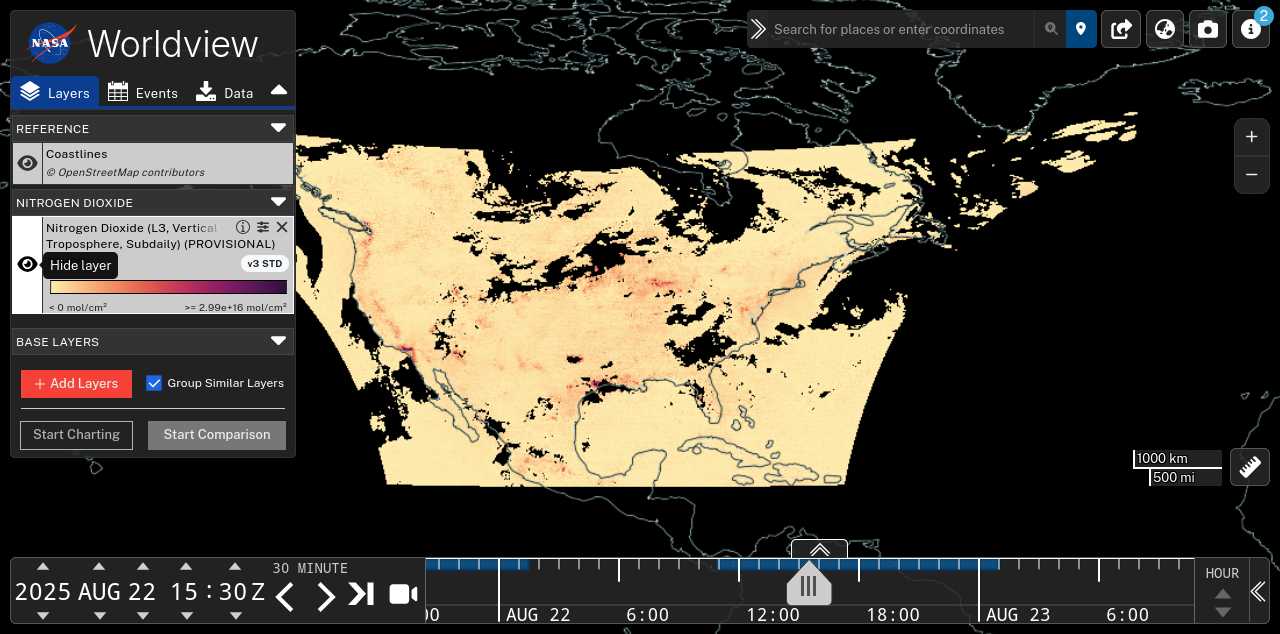 NASA
Worldview
Search for places or enter coordinates
2
Layers
Events
Data
REFERENCE
Coastlines
© OpenStreetMap contributors
NITROGEN DIOXIDE
Nitrogen Dioxide (L3, Vertical
Troposphere, Subdaily) (PROVISIONAL)
Hide layer
v3 STD
< 0 mol/cm²
>= 2.99e+16 mol/cm²
BASE LAYERS
+ Add Layers
Group Similar Layers
Start Charting
Start Comparison
+
−
1000 km
500 mi
2025 AUG 22 15 : 30 Z
30 MINUTE
AUG 22
6:00
12:00
18:00
AUG 23
6:00
HOUR